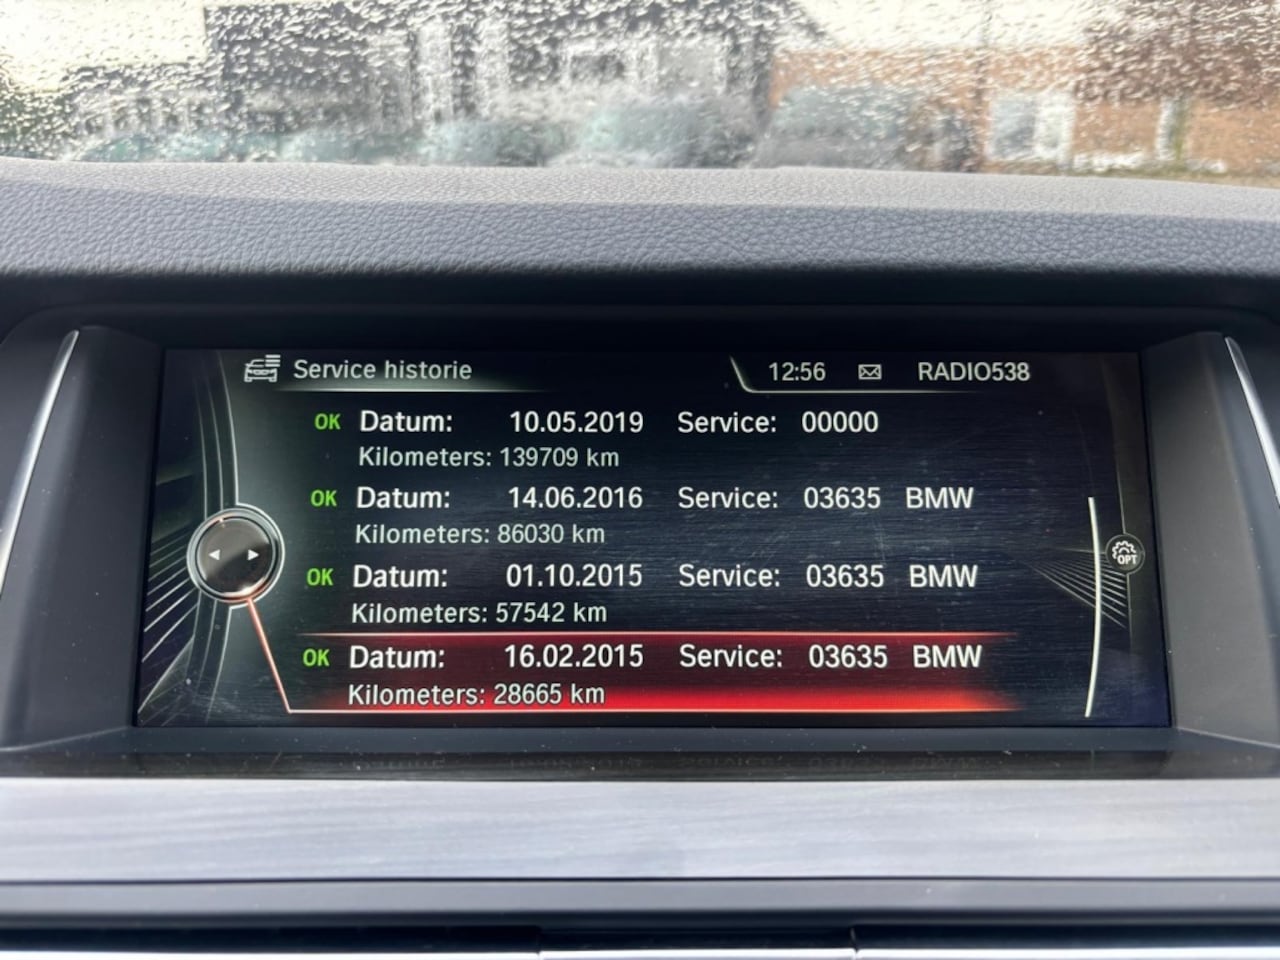 Service historie 12:56 RADIO538
OK Datum: 10.05.2019 Service: 00000
Kilometers: 139709 km
OK Datum: 14.06.2016 Service: 03635 BMW
Kilometers: 86030 km
OK Datum: 01.10.2015 Service: 03635 BMW
Kilometers: 57542 km
OK Datum: 16.02.2015 Service: 03635 BMW
Kilometers: 28665 km
OPT